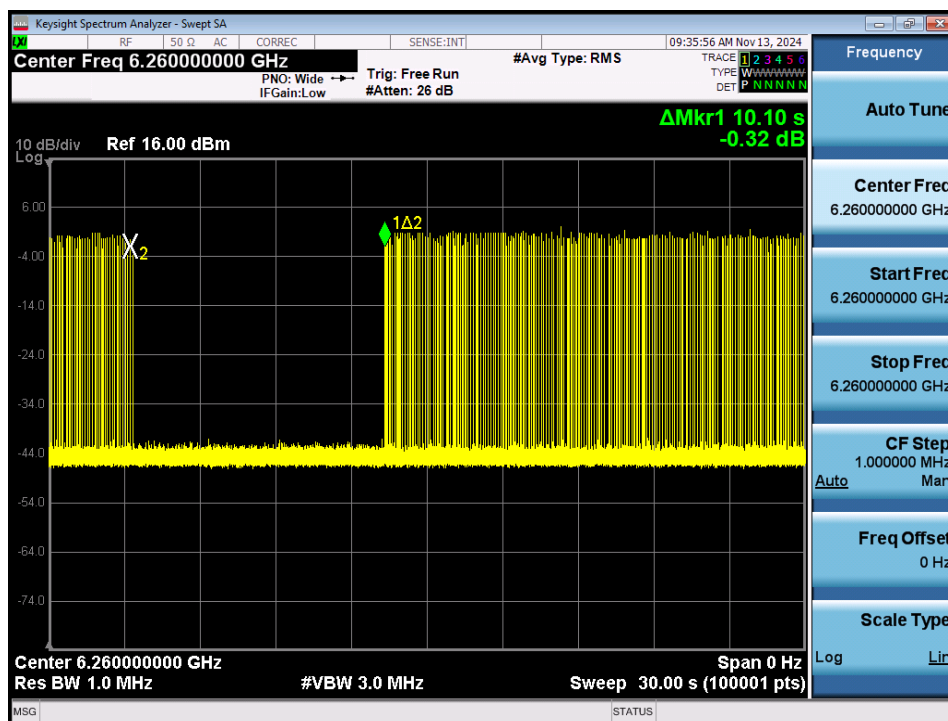 Keysight Spectrum Analyzer - Swept SA
LXI RF 50 Ω AC CORREC SENSE:INT 09:35:56 AM Nov 13, 2024
Center Freq 6.260000000 GHz
PNO: Wide
IFGain:Low
Trig: Free Run
#Atten: 26 dB
#Avg Type: RMS
TRACE 1 2 3 4 5 6
TYPE WWWWWW
DET P N N N N N
ΔMkr1 10.10 s
-0.32 dB
10 dB/div
Log
Ref 16.00 dBm
6.00
-4.00
-14.0
-24.0
-34.0
-44.0
-54.0
-64.0
-74.0
X2
1Δ2
Center 6.260000000 GHz
Span 0 Hz
Res BW 1.0 MHz
#VBW 3.0 MHz
Sweep 30.00 s (100001 pts)
MSG
STATUS
Frequency
Auto Tune
Center Freq
6.260000000 GHz
Start Freq
6.260000000 GHz
Stop Freq
6.260000000 GHz
CF Step
1.000000 MHz
Auto Man
Freq Offset
0 Hz
Scale Type
Log Lin